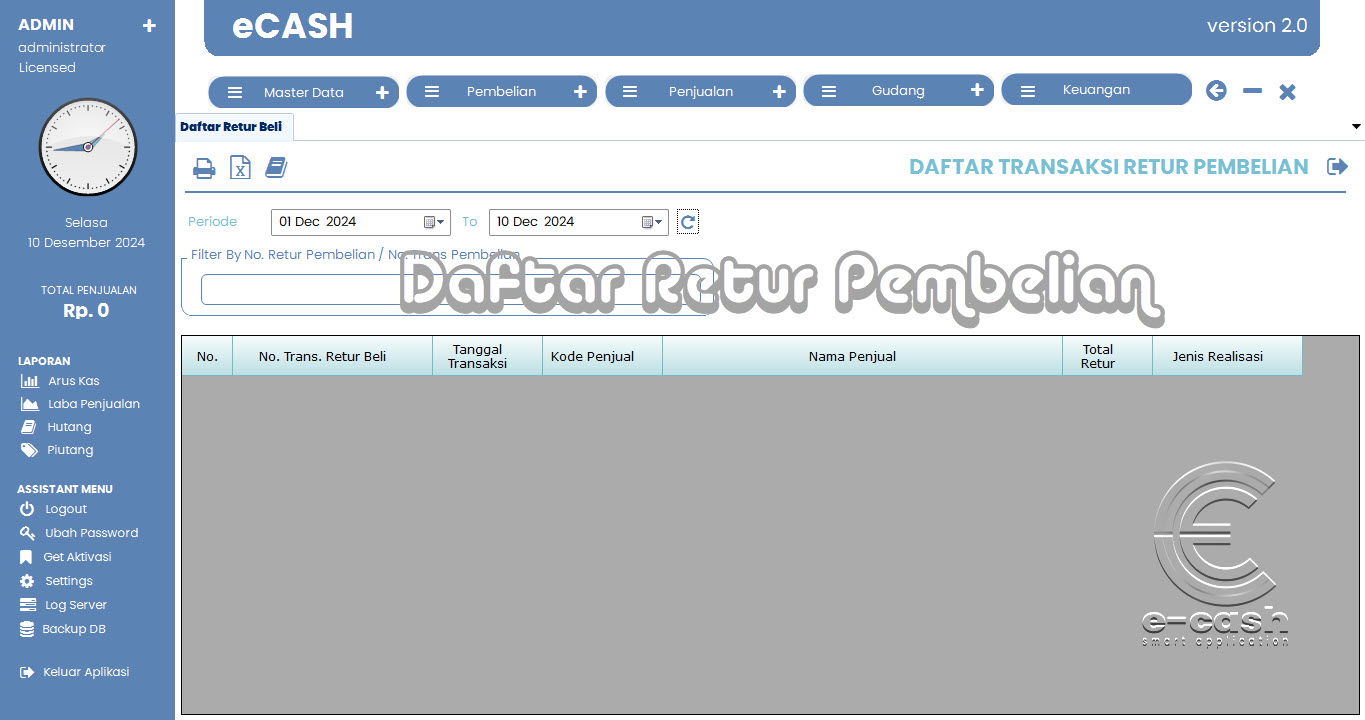 ADMIN
administrator
Licensed
Selasa
10 Desember 2024
TOTAL PENJUALAN
Rp. 0
LAPORAN
Arus Kas
Laba Penjualan
Hutang
Piutang
ASSISTANT MENU
Logout
Ubah Password
Get Aktivasi
Settings
Log Server
Backup DB
Keluar Aplikasi
eCASH
version 2.0
Master Data
Pembelian
Penjualan
Gudang
Keuangan
Daftar Retur Beli
DAFTAR TRANSAKSI RETUR PEMBELIAN
Periode
01 Dec 2024
To
10 Dec 2024
Filter By No. Retur Pembelian / No. Trans Pembelian
Daftar Retur Pembelian
No.
No. Trans. Retur Beli
Tanggal
Transaksi
Kode Penjual
Nama Penjual
Total
Retur
Jenis Realisasi
e-cash
smart application